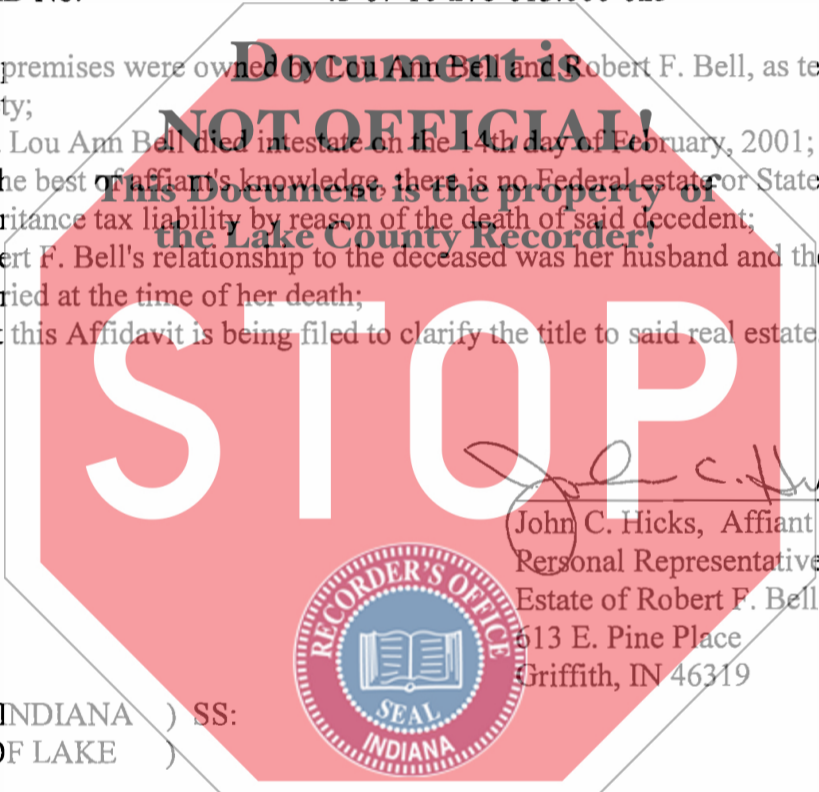 premises were owned by Lou Ann Bell and Robert F. Bell, as te
ty;
Lou Ann Bell died intestate on the 14th day of February, 2001;
he best of affiant's knowledge, there is no Federal estate or State
ritance tax liability by reason of the death of said decedent;
ert F. Bell's relationship to the deceased was her husband and the
ried at the time of her death;
t this Affidavit is being filed to clarify the title to said real estate
Document is
NOT OFFICIAL!
This Document is the property of
the Lake County Recorder!
STOP
John C. Hicks, Affiant
Personal Representative
Estate of Robert F. Bell
613 E. Pine Place
Griffith, IN 46319
RECORDER'S OFFICE
SEAL
INDIANA
INDIANA ) SS:
OF LAKE )